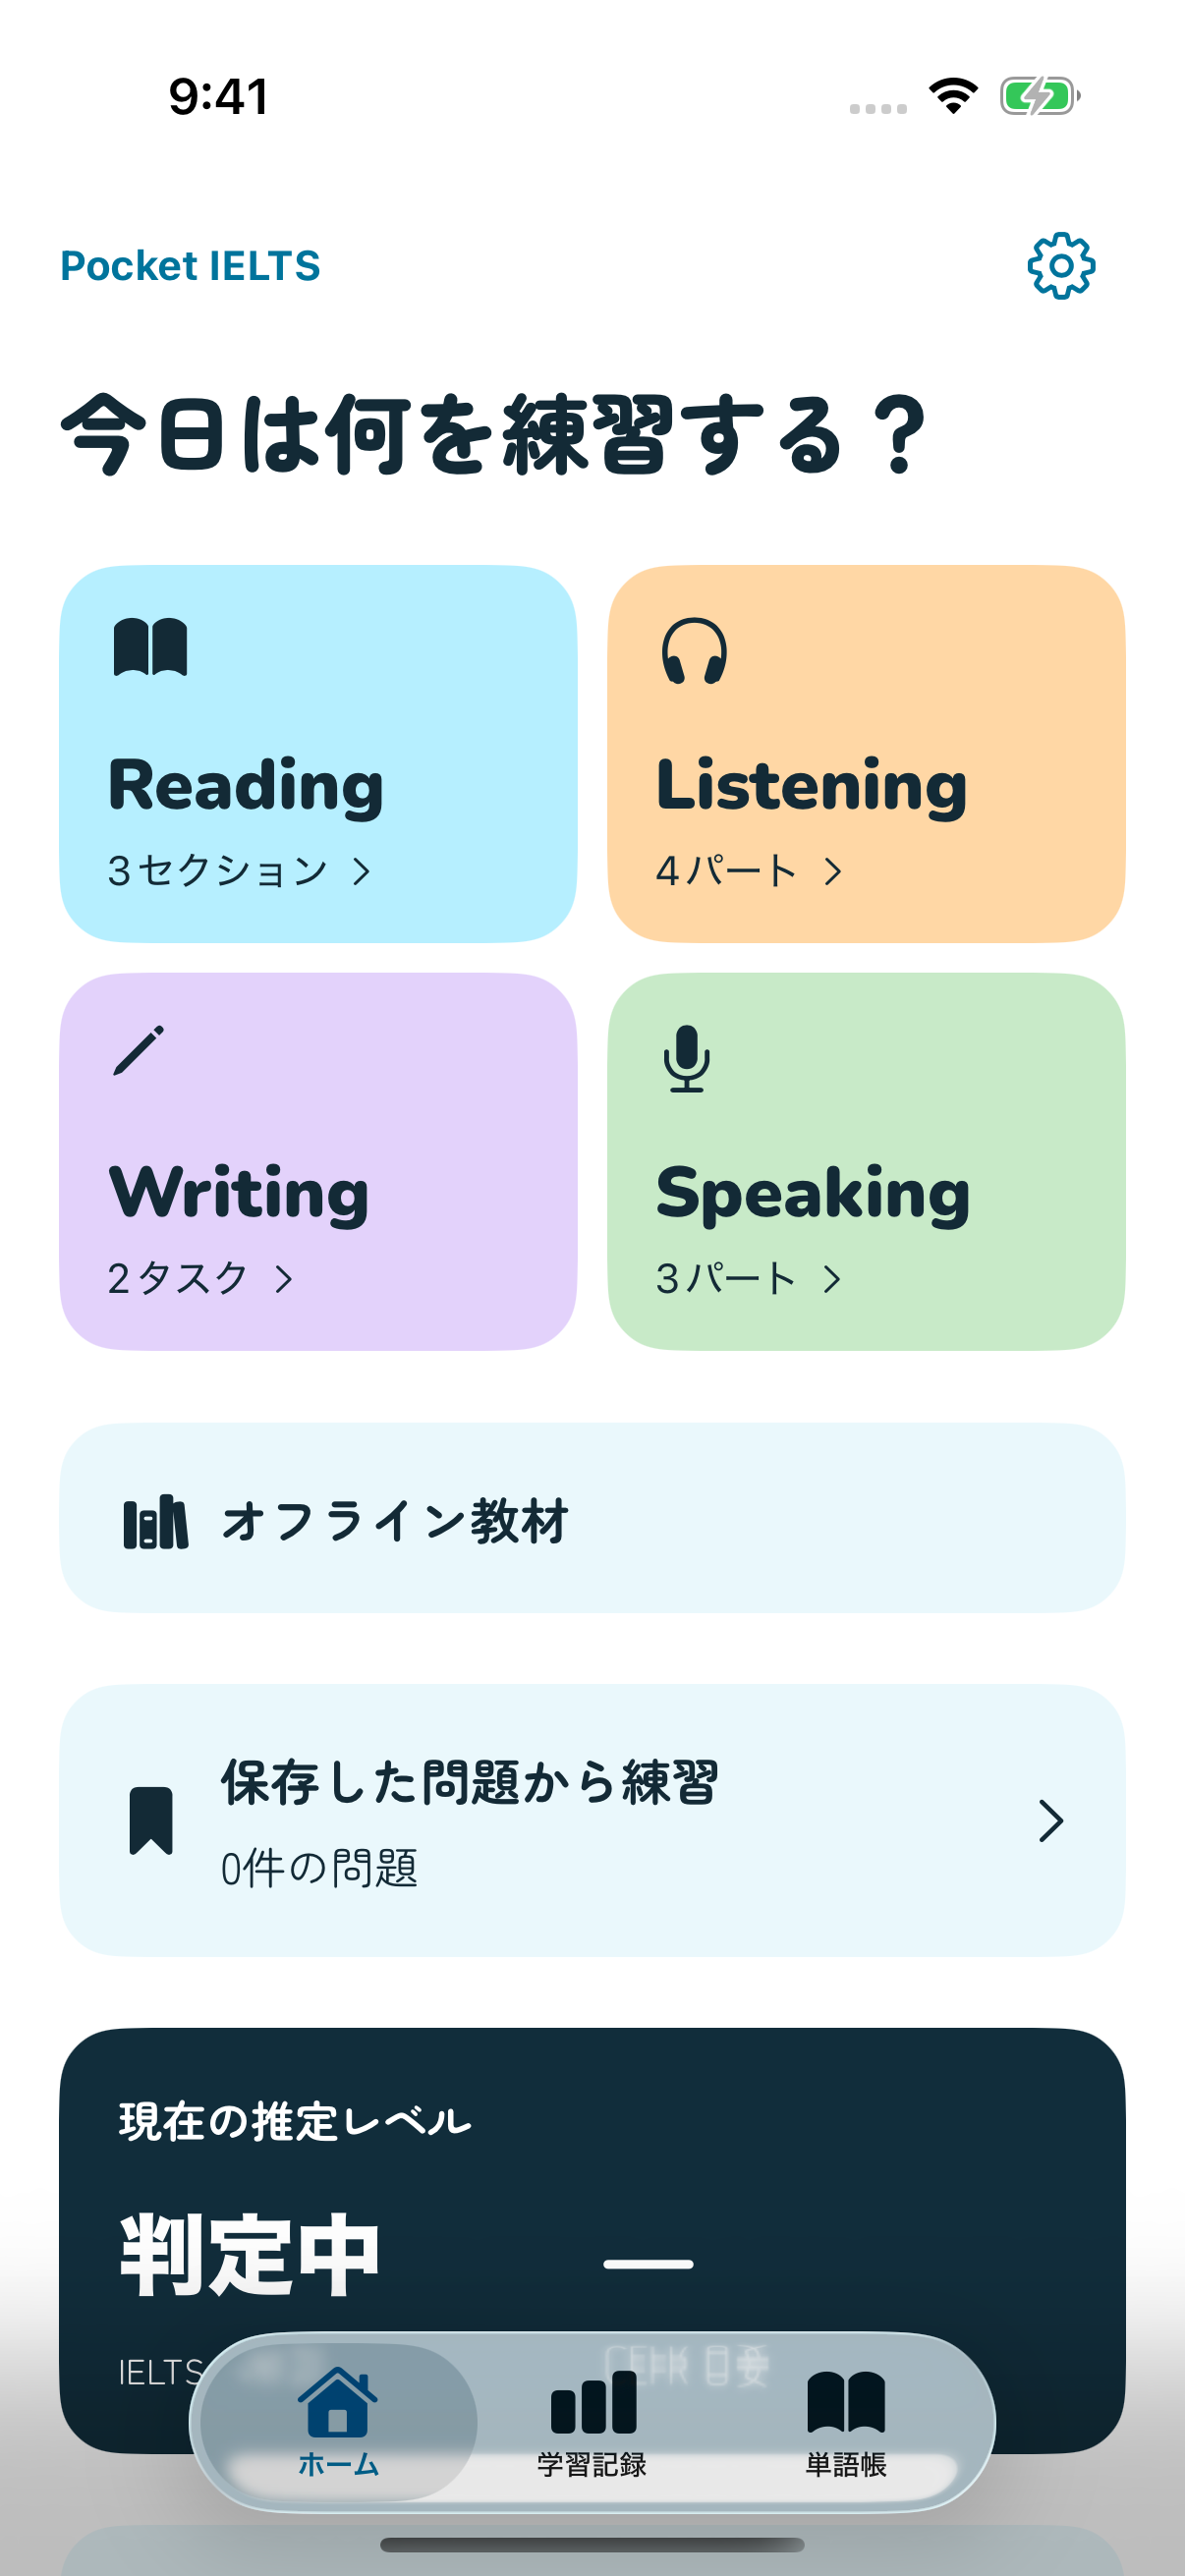 9:41
Pocket IELTS
今日は何を練習する？
Reading
3セクション
Listening
4パート
Writing
2タスク
Speaking
3パート
オフライン教材
保存した問題から練習
0件の問題
現在の推定レベル
判定中
—
IELTS
CEFR 目安
ホーム
学習記録
単語帳